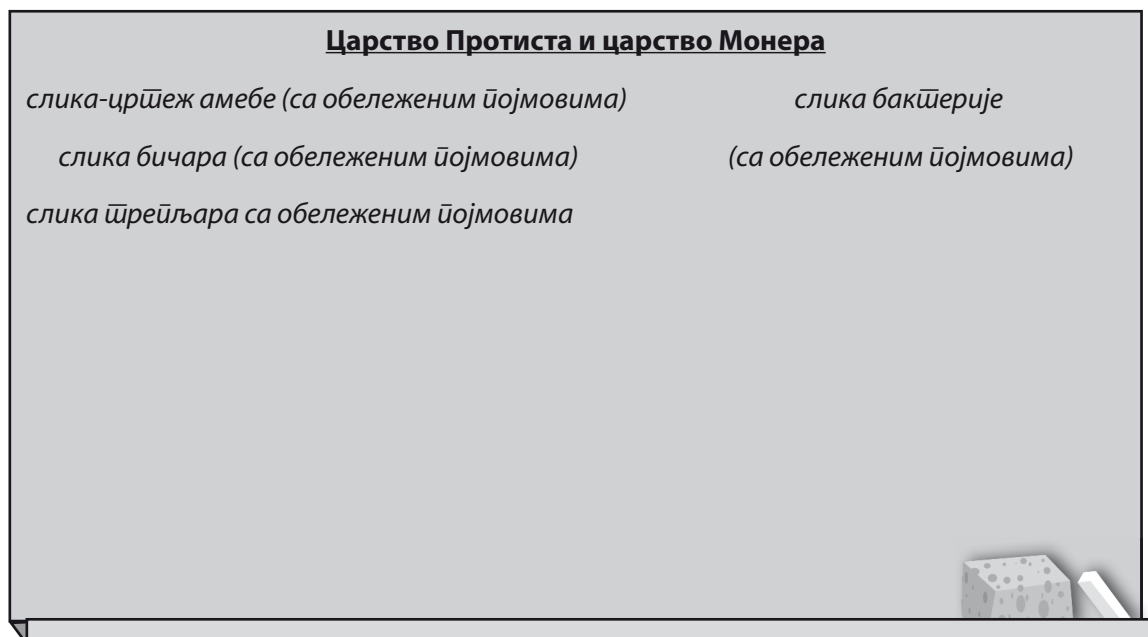 Царство Протиста и царство Монера
слика-цртеж амебе (са обележеним појмовима) слика бактерије
слика бичара (са обележеним појмовима) (са обележеним појмовима)
слика трепљара са обележеним појмовима